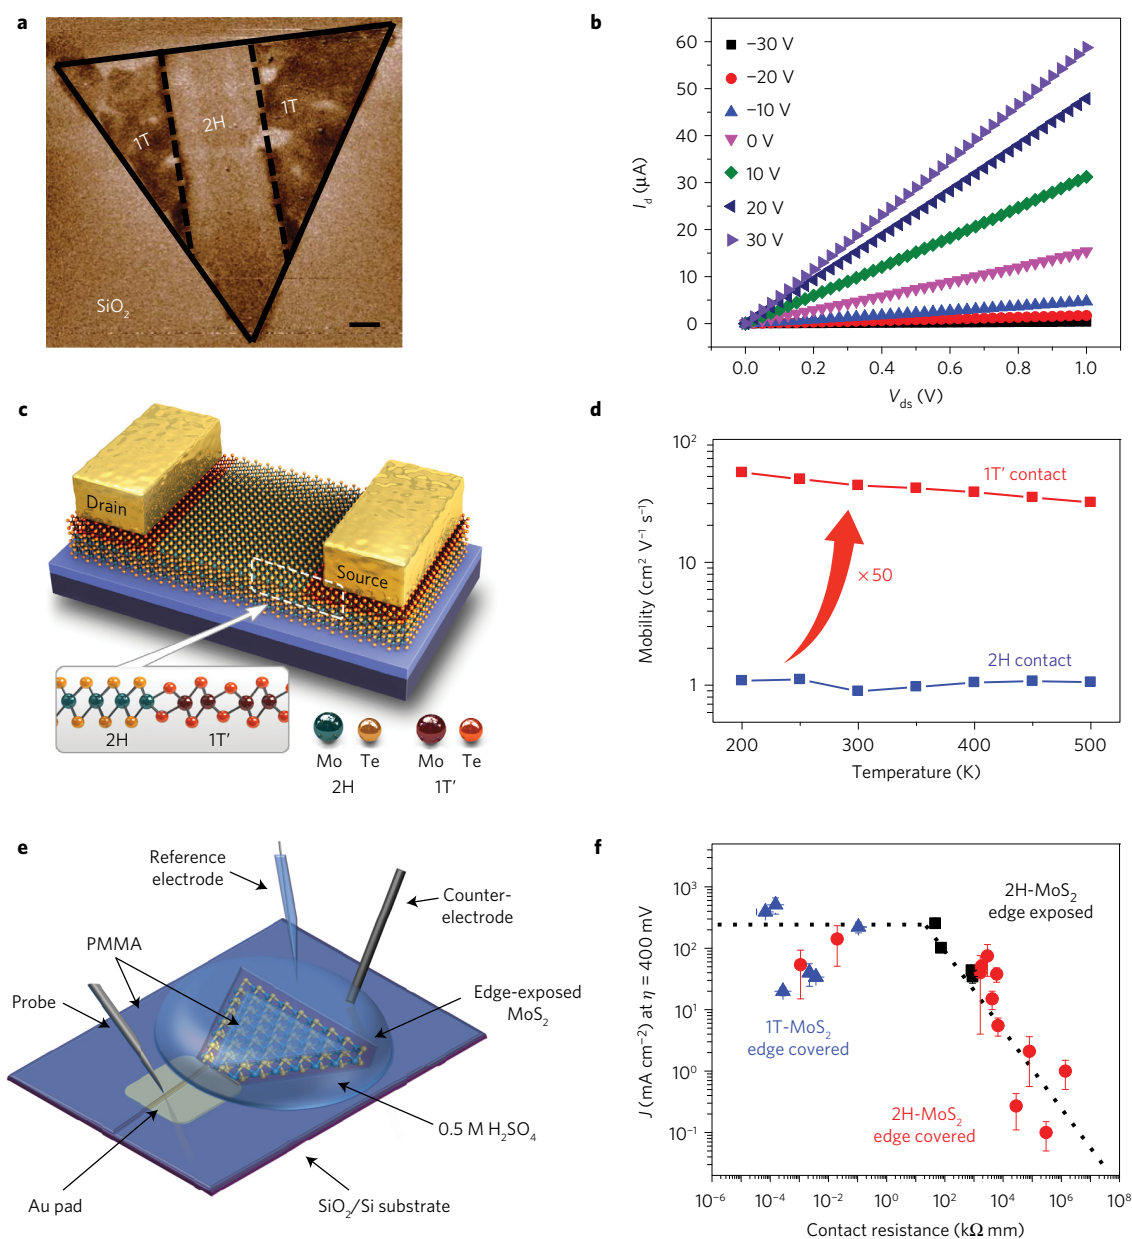 a
1T
2H
1T
SiO₂
b
−30 V
−20 V
−10 V
0 V
10 V
20 V
30 V
60
50
40
30
20
10
0
I_d (μA)
0.0 0.2 0.4 0.6 0.8 1.0
V_ds (V)
c
Drain
Source
2H 1T′
Mo Te Mo Te
2H 1T′
d
10²
10
1
Mobility (cm² V⁻¹ s⁻¹)
1T′ contact
× 50
2H contact
200 300 400 500
Temperature (K)
e
Reference
electrode
Counter-
electrode
PMMA
Probe
Edge-exposed
MoS₂
0.5 M H₂SO₄
Au pad
SiO₂/Si substrate
f
10³
10²
10¹
10⁰
10⁻¹
J (mA cm⁻²) at η = 400 mV
2H-MoS₂
edge exposed
1T-MoS₂
edge covered
2H-MoS₂
edge covered
10⁻⁶ 10⁻⁴ 10⁻² 10⁰ 10² 10⁴ 10⁶ 10⁸
Contact resistance (kΩ mm)